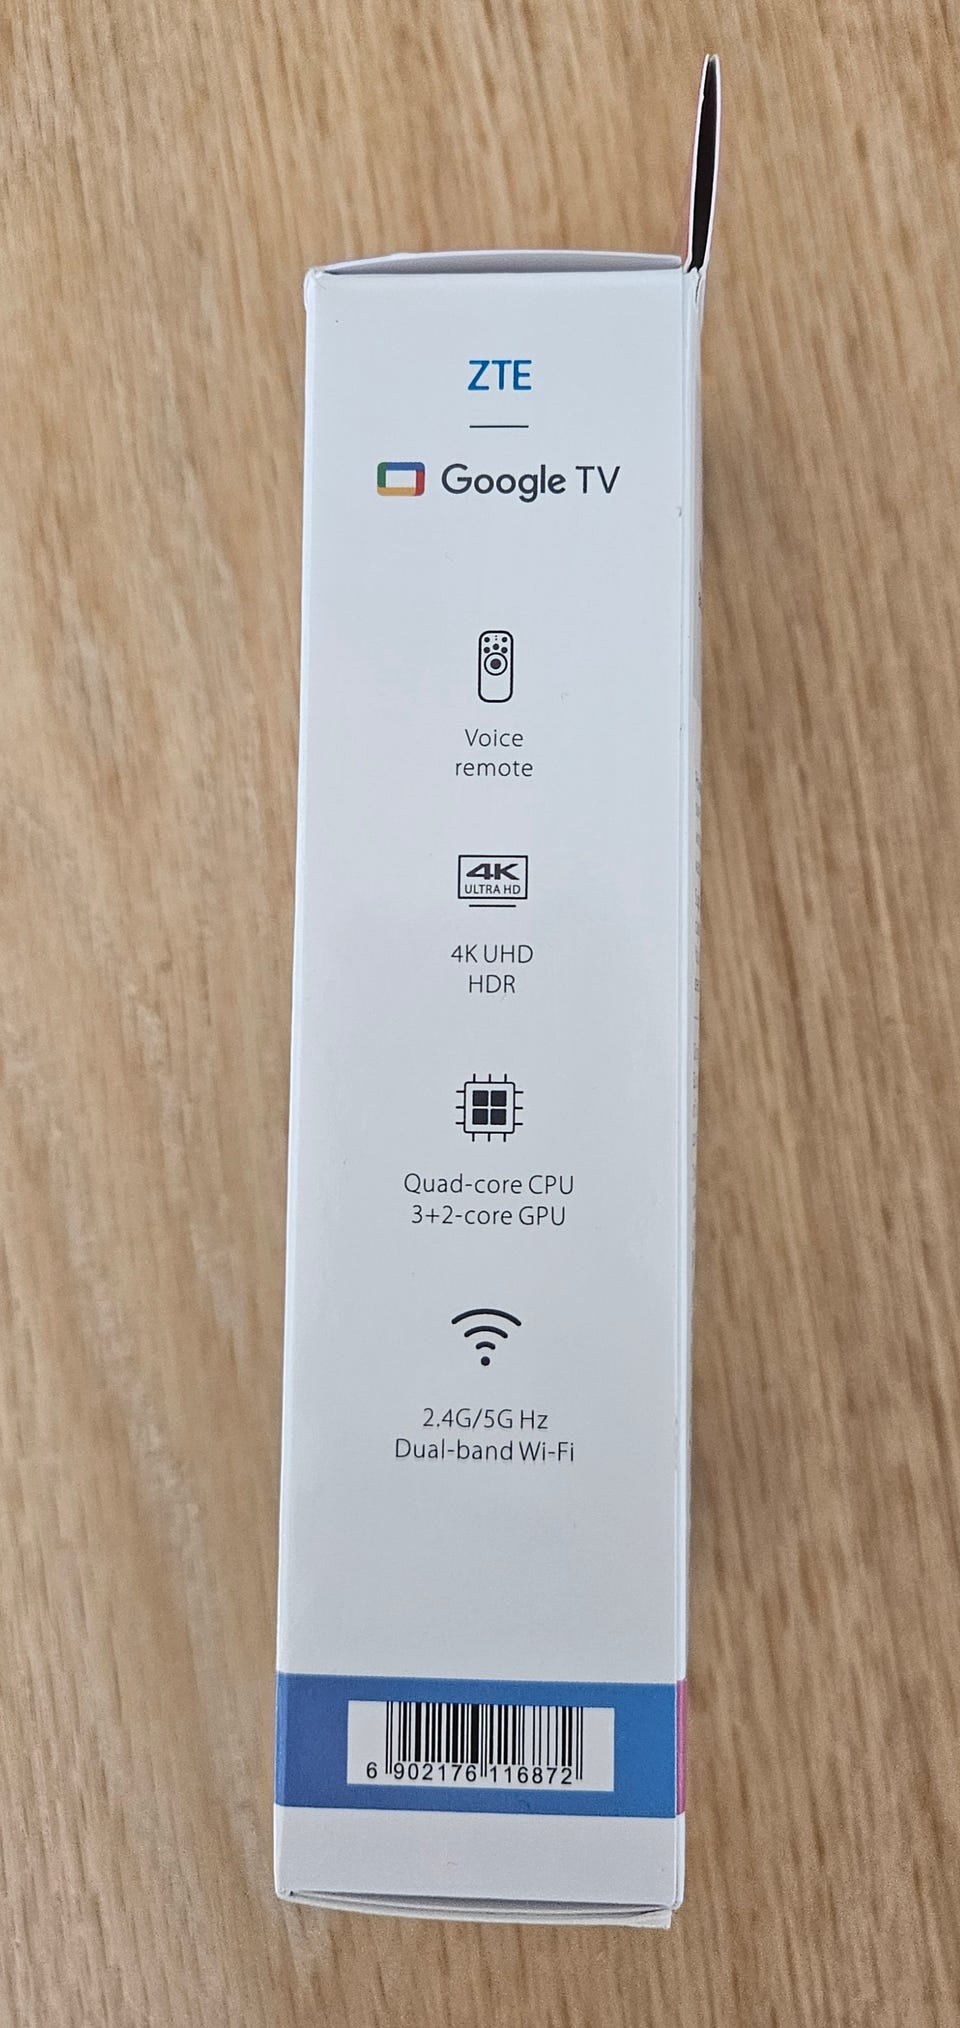 ZTE
Google TV
Voice
remote
4K
ULTRA HD
4K UHD
HDR
Quad-core CPU
3+2-core GPU
2.4G/5G Hz
Dual-band Wi-Fi
6 902176 116872